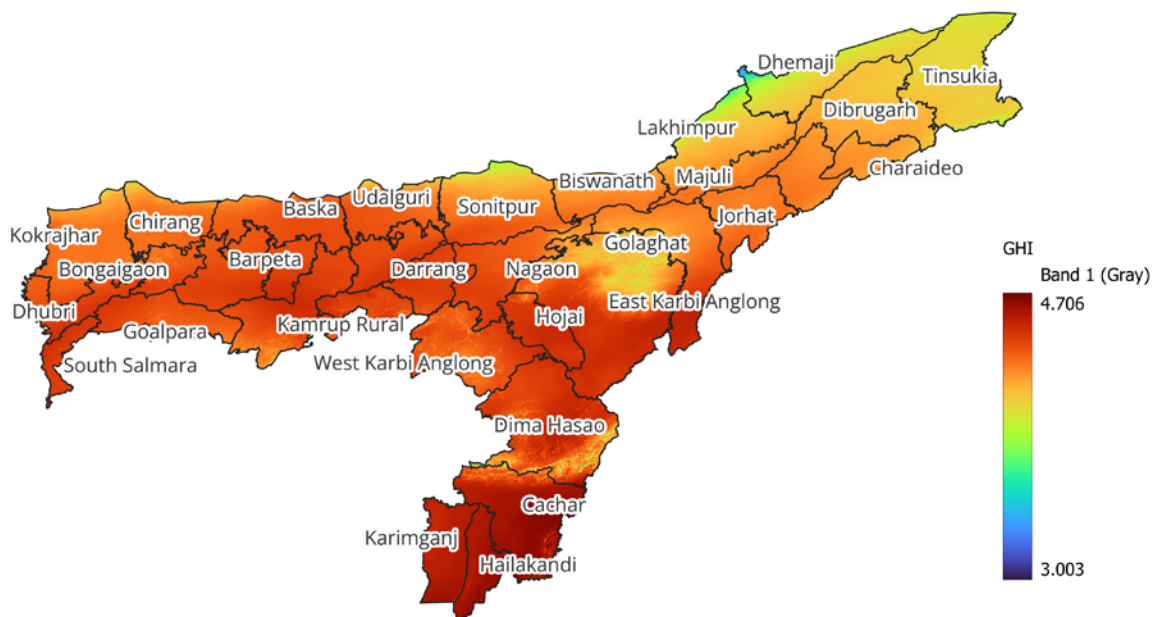 Dhemaji
Tinsukia
Dibrugarh
Lakhimpur
Charaideo
Biswanath
Majuli
Udalguri
Baska
Sonitpur
Jorhat
Chirang
Kokrajhar
Golaghat
Barpeta
Bongaigaon
Darrang
Nagaon
East Karbi Anglong
Dhubri
Hojai
Kamrup Rural
Goalpara
West Karbi Anglong
South Salmara
Dima Hasao
Cachar
Karimganj
Hailakandi
GHI
Band 1 (Gray)
4.706
3.003